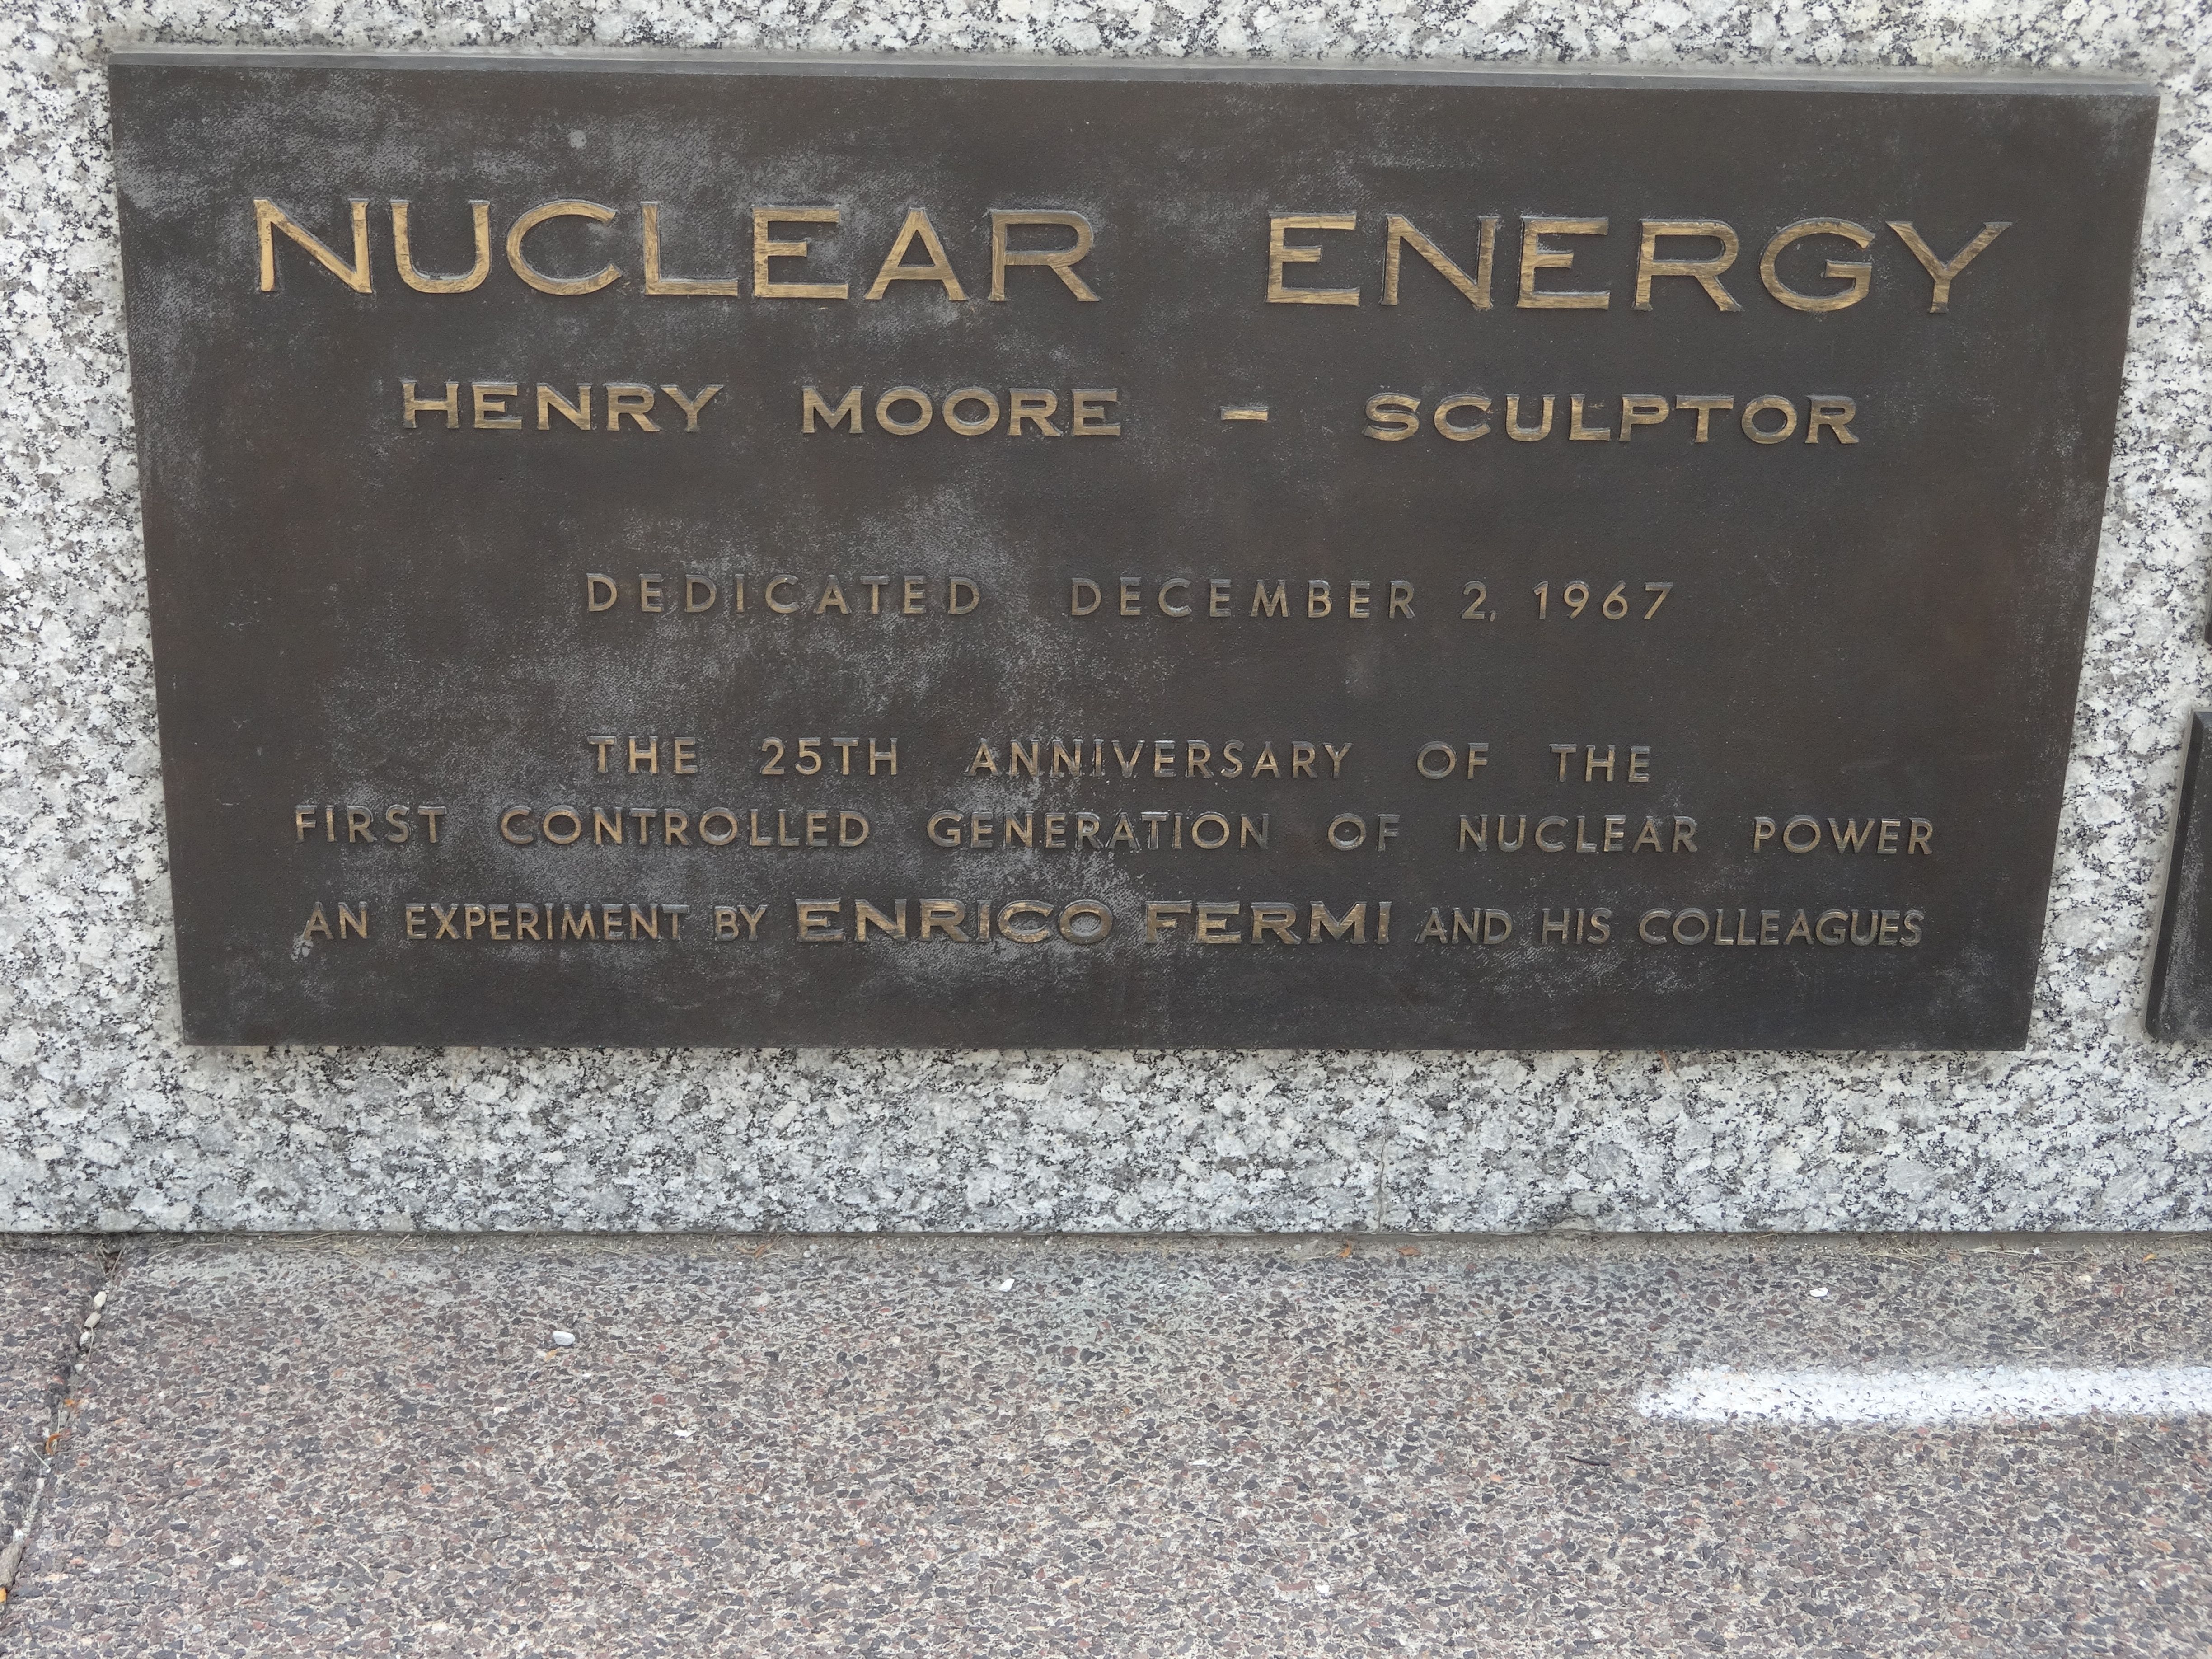 NUCLEAR ENERGY
HENRY MOORE - SCULPTOR
DEDICATED DECEMBER 2, 1967
THE 25TH ANNIVERSARY OF THE
FIRST CONTROLLED GENERATION OF NUCLEAR POWER
AN EXPERIMENT BY ENRICO FERMI AND HIS COLLEAGUES